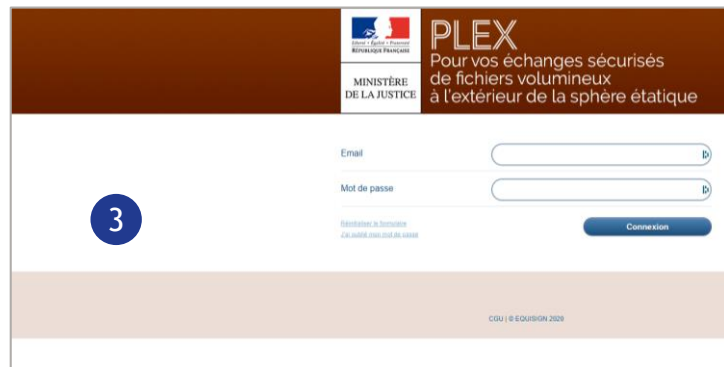 PLEX
Pour vos échanges sécurisés
de fichiers volumineux
à l'extérieur de la sphère étatique
Liberté • Égalité • Fraternité
RÉPUBLIQUE FRANÇAISE
MINISTÈRE
DE LA JUSTICE
Email
Mot de passe
3
Réinitialiser le formulaire
J'ai oublié mon mot de passe
Connexion
CGU | © EQUISIGN 2020